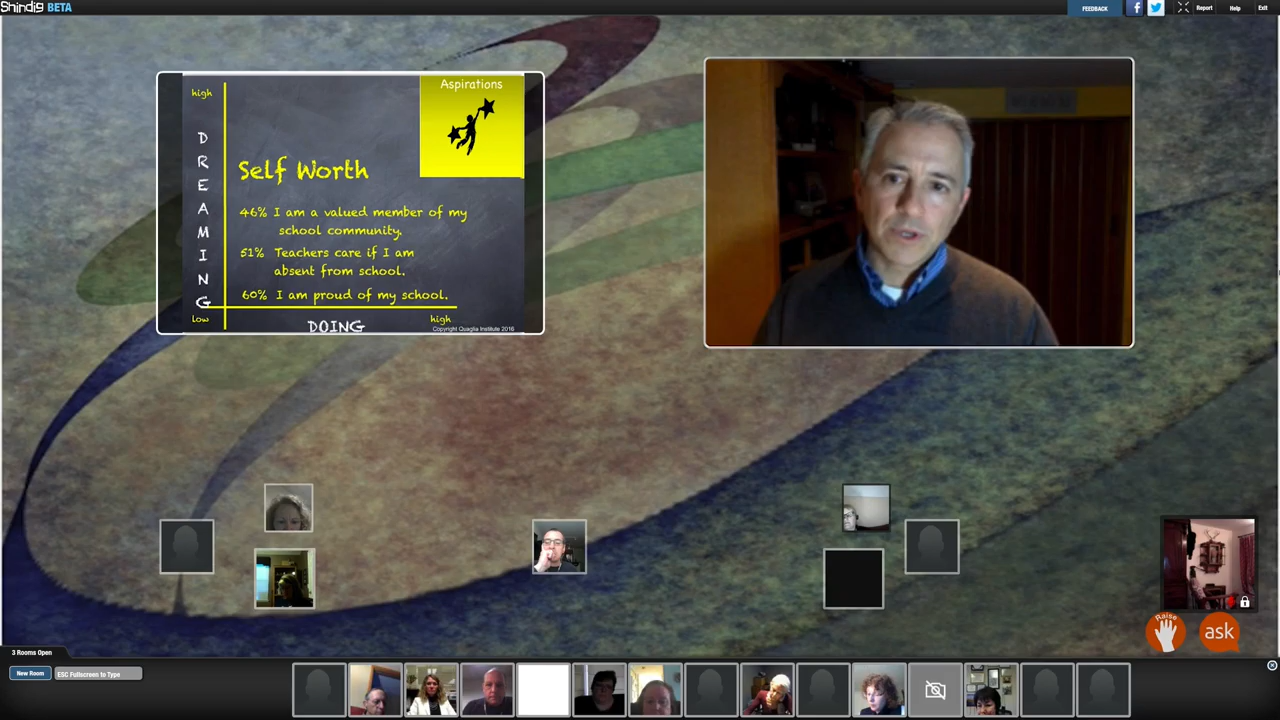 Shindig BETA
FEEDBACK
Report
Help
Exit
Aspirations
high
DREAMING
Self Worth
46% I am a valued member of my
school community.
51% Teachers care if I am
absent from school.
60% I am proud of my school.
low
DOING
high
Copyright Quaglia Institute 2016
Raise
ask
3 Rooms Open
New Room
ESC Fullscreen to Type